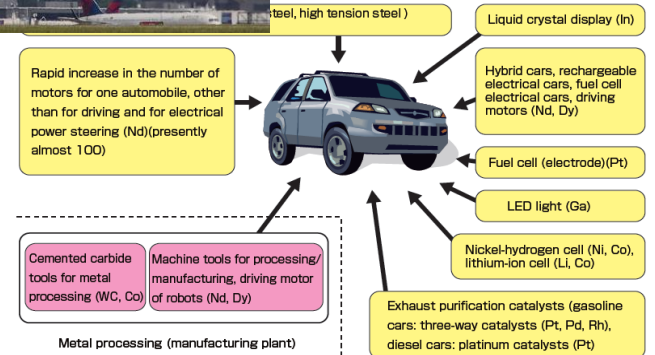 steel, high tension steel )
Liquid crystal display (In)
Rapid increase in the number of
motors for one automobile, other
than for driving and for electrical
power steering (Nd)(presently
almost 100)
Hybrid cars, rechargeable
electrical cars, fuel cell
electrical cars, driving
motors (Nd, Dy)
Fuel cell (electrode)(Pt)
LED light (Ga)
Nickel-hydrogen cell (Ni, Co),
lithium-ion cell (Li, Co)
Cemented carbide
tools for metal
processing (WC, Co)
Machine tools for processing/
manufacturing, driving motor
of robots (Nd, Dy)
Exhaust purification catalysts (gasoline
cars: three-way catalysts (Pt, Pd, Rh),
diesel cars: platinum catalysts (Pt)
Metal processing (manufacturing plant)